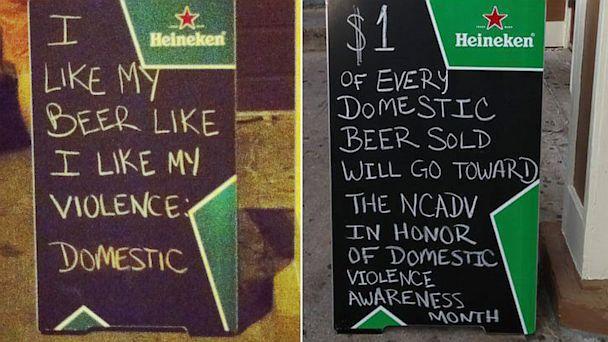 Heineken
I
LIKE MY
BEER LIKE
I LIKE MY
VIOLENCE:
DOMESTIC
Heineken
$1
OF EVERY
DOMESTIC
BEER SOLD
WILL GO TOWARD
THE NCADV
IN HONOR
OF DOMESTIC
VIOLENCE
AWARENESS
MONTH